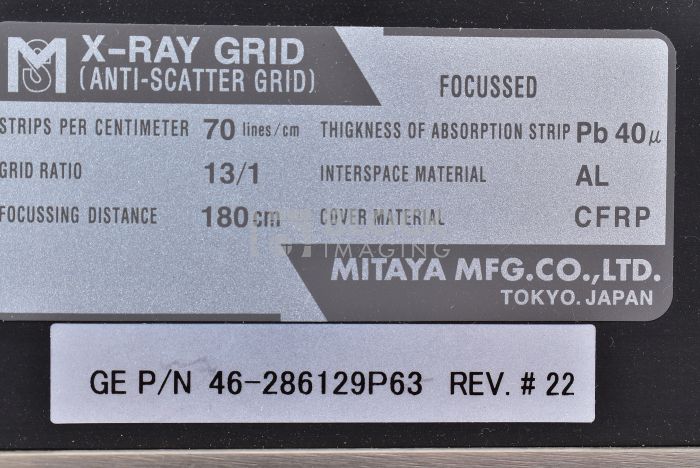 M X-RAY GRID
(ANTI-SCATTER GRID)
FOCUSSED
STRIPS PER CENTIMETER 70 lines/cm THIGKNESS OF ABSORPTION STRIP Pb 40μ
GRID RATIO 13/1 INTERSPACE MATERIAL AL
FOCUSSING DISTANCE 180cm COVER MATERIAL CFRP
IMAGING
MITAYA MFG.CO.,LTD.
TOKYO. JAPAN
GE P/N 46-286129P63 REV. # 22